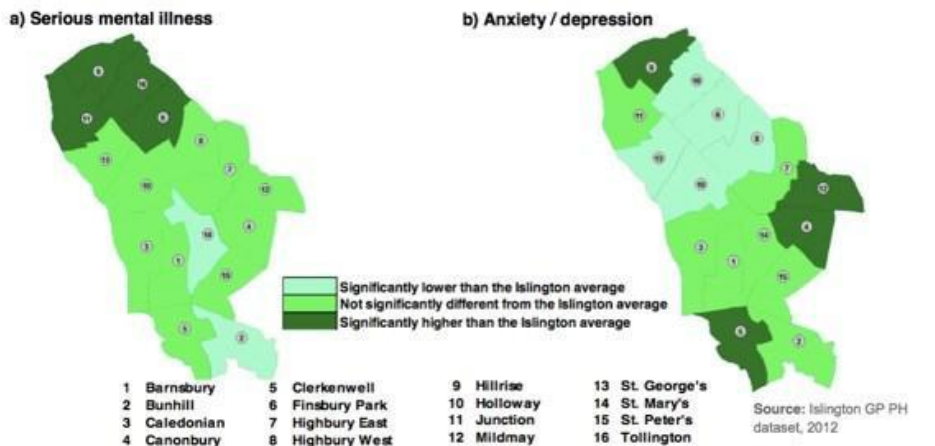 a) Serious mental illness
b) Anxiety / depression
Significantly lower than the Islington average
Not significantly different from the Islington average
Significantly higher than the Islington average
1 Barnsbury
2 Bunhill
3 Caledonian
4 Canonbury
5 Clerkenwell
6 Finsbury Park
7 Highbury East
8 Highbury West
9 Hillrise
10 Holloway
11 Junction
12 Mildmay
13 St. George's
14 St. Mary's
15 St. Peter's
16 Tollington
Source: Islington GP PH
dataset, 2012